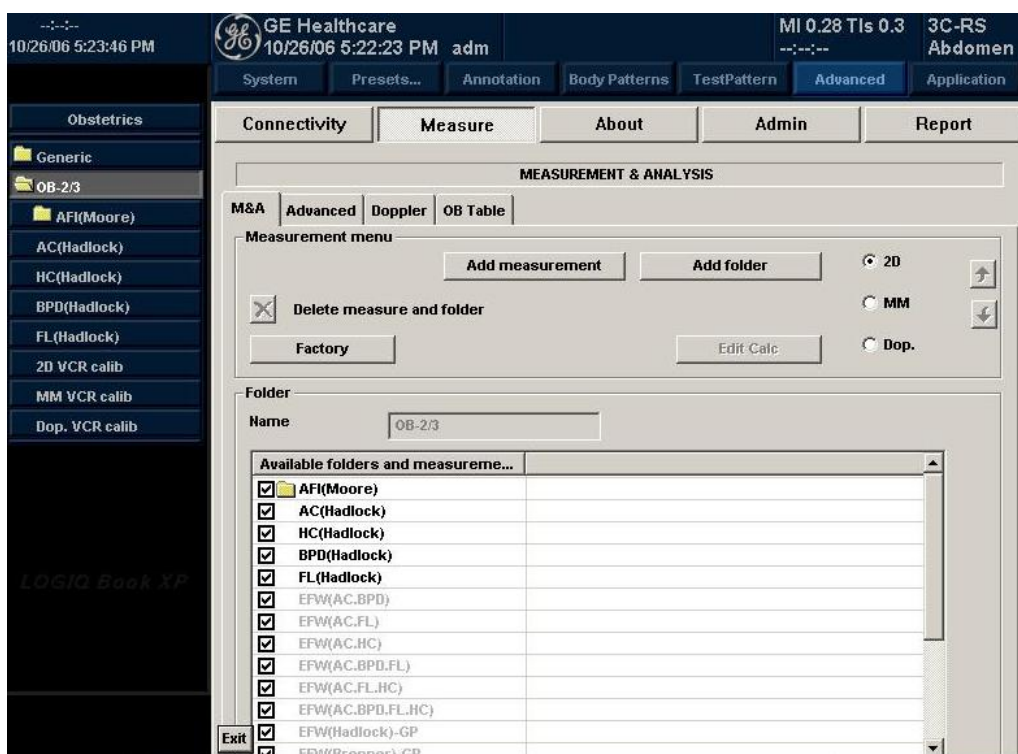 --:--:--
10/26/06 5:23:46 PM
GE Healthcare
10/26/06 5:22:23 PM adm
MI 0.28 TIs 0.3
--:--:--
3C-RS
Abdomen
System Presets... Annotation Body Patterns TestPattern Advanced Application
Obstetrics
Generic
OB-2/3
AFI(Moore)
AC(Hadlock)
HC(Hadlock)
BPD(Hadlock)
FL(Hadlock)
2D VCR calib
MM VCR calib
Dop. VCR calib
LOGIQ Book XP
Connectivity Measure About Admin Report
MEASUREMENT & ANALYSIS
M&A Advanced Doppler OB Table
Measurement menu
Add measurement Add folder 2D
Delete measure and folder MM
Factory Edit Calc Dop.
Folder
Name OB-2/3
Available folders and measureme...
AFI(Moore)
AC(Hadlock)
HC(Hadlock)
BPD(Hadlock)
FL(Hadlock)
EFW(AC.BPD)
EFW(AC.FL)
EFW(AC.HC)
EFW(AC.BPD.FL)
EFW(AC.FL.HC)
EFW(AC.BPD.FL.HC)
EFW(Hadlock)-GP
Exit